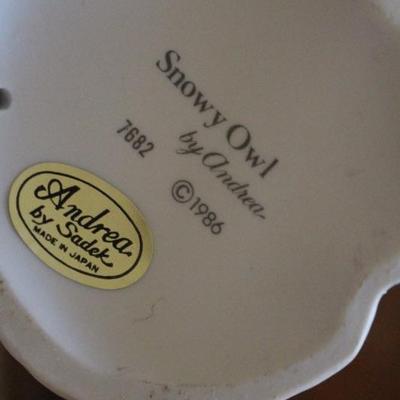 Snowy Owl
by Andrea
7682
©1986
Andrea
by Sadek
MADE IN JAPAN